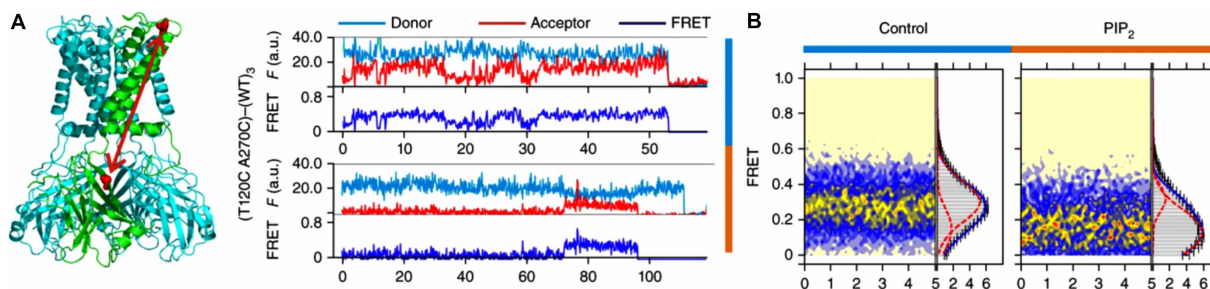 A
Donor Acceptor FRET
(T120C A270C)–(WT)3
F (a.u.)
40.0
20.0
FRET
0.8
0
0 10 20 30 40 50
F (a.u.)
40.0
20.0
FRET
0.8
0
0 20 40 60 80 100
B
Control PIP2
FRET
1.0
0.8
0.6
0.4
0.2
0
0 1 2 3 4 5 2 4 6
0 1 2 3 4 5 2 4 6